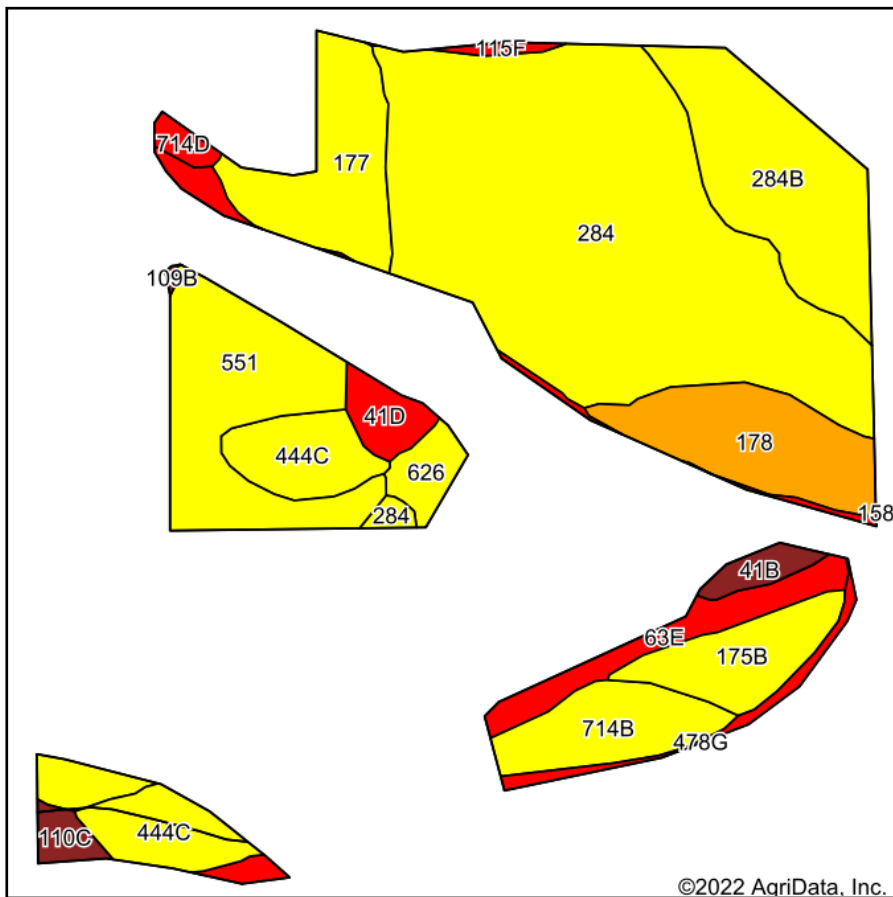 115F
714D
177
284B
284
109B
551
41D
178
444C
626
284
158
41B
63E
175B
714B
478G
110C
444C
©2022 AgriData, Inc.